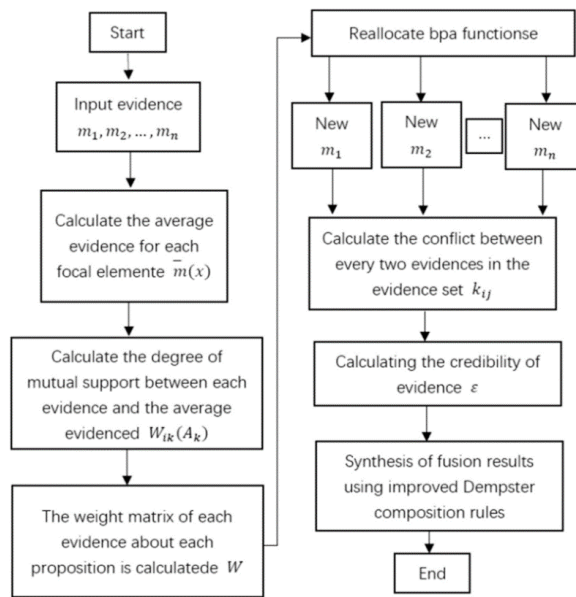 Start
Input evidence
m₁, m₂, ..., mₙ
Calculate the average
evidence for each
focal elemente m̄(x)
Calculate the degree of
mutual support between each
evidence and the average
evidenced Wᵢₖ(Aₖ)
The weight matrix of each
evidence about each
proposition is calculatede W
Reallocate bpa functionse
New
m₁
New
m₂
...
New
mₙ
Calculate the conflict between
every two evidences in the
evidence set kᵢⱼ
Calculating the credibility of
evidence ε
Synthesis of fusion results
using improved Dempster
composition rules
End